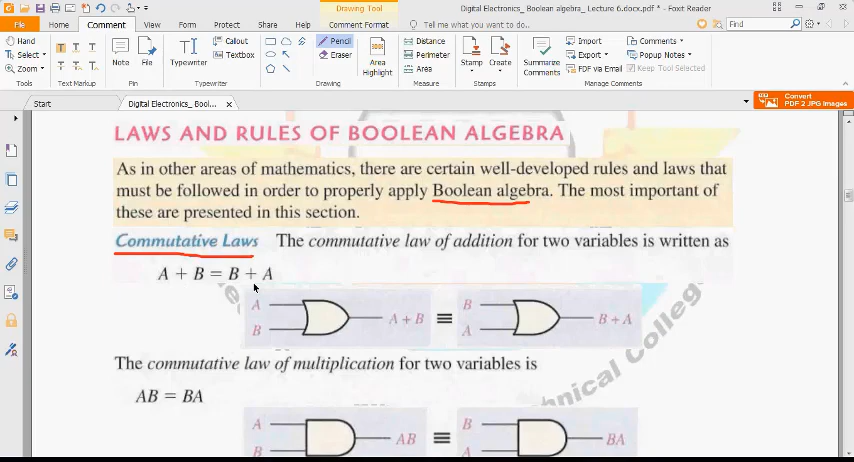 Drawing Tool
Digital Electronics_ Boolean algebra_ Lecture 6.docx.pdf * - Foxit Reader
File
Home
Comment
View
Form
Protect
Share
Help
Comment Format
Tell me what you want to do..
Find
Hand
Select
Zoom
Tools
Text Markup
Note
File
Pin
Typewriter
Callout
Textbox
Typewriter
Pencil
Eraser
Area
Highlight
Drawing
Distance
Perimeter
Area
Measure
Stamp
Create
Stamps
Summarize
Comments
Import
Export
FDF via Email
Comments
Popup Notes
Keep Tool Selected
Manage Comments
Start
Digital Electronics_ Bool...
Convert
PDF 2 JPG Images
LAWS AND RULES OF BOOLEAN ALGEBRA
As in other areas of mathematics, there are certain well-developed rules and laws that
must be followed in order to properly apply Boolean algebra. The most important of
these are presented in this section.
Commutative Laws The commutative law of addition for two variables is written as
A + B = B + A
A
B
A + B
≡
B
A
B + A
The commutative law of multiplication for two variables is
AB = BA
A
B
AB
≡
B
A
BA